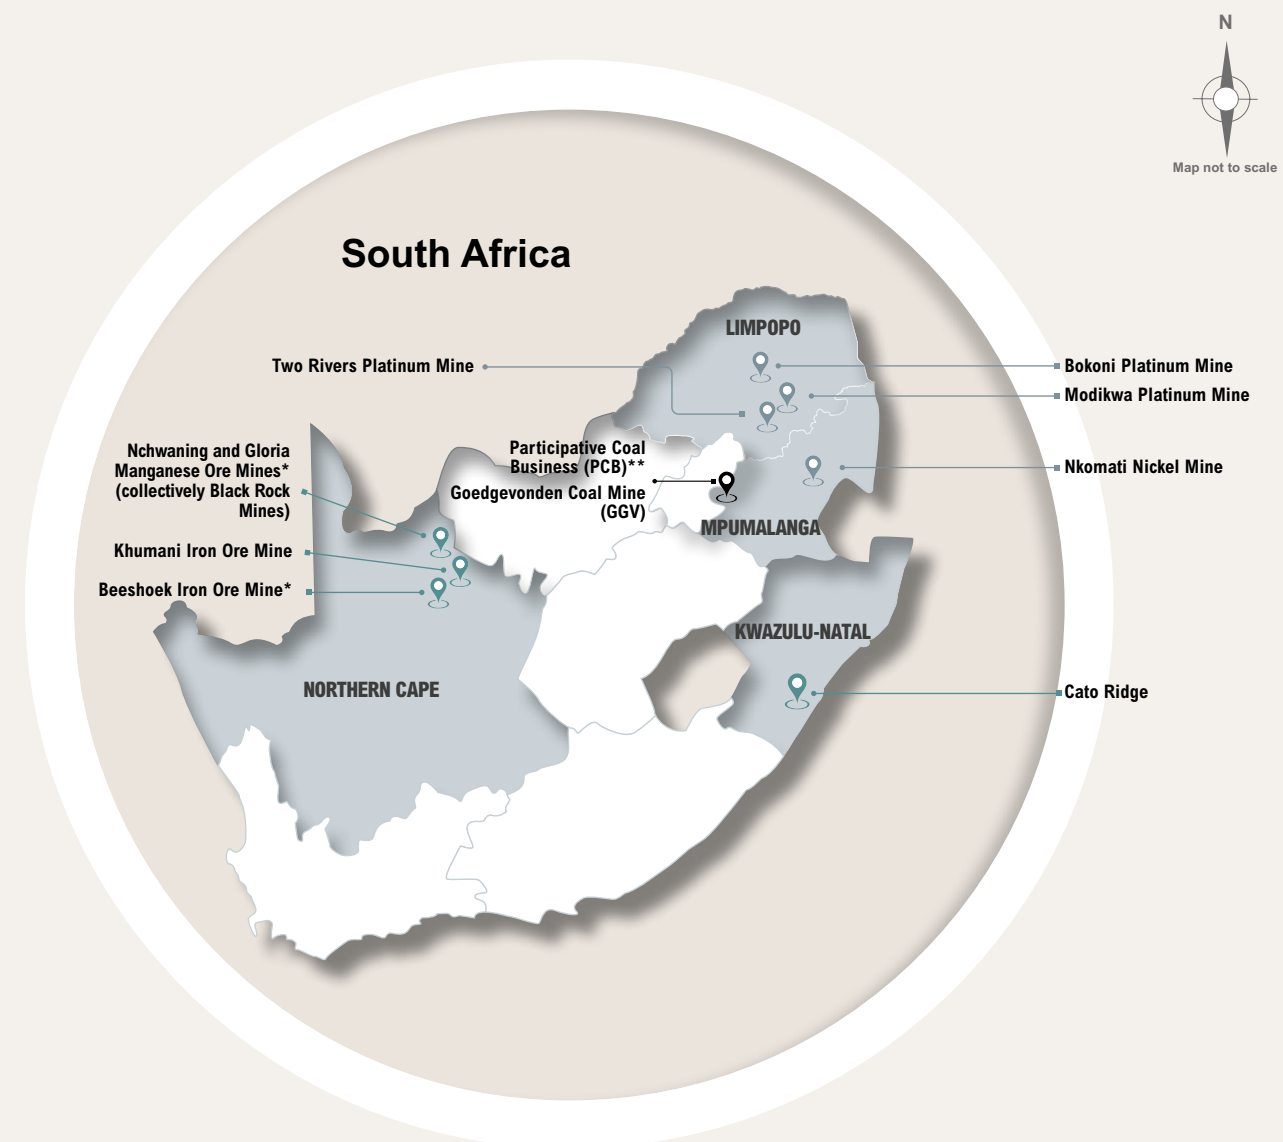 N
Map not to scale
South Africa
LIMPOPO
Two Rivers Platinum Mine
Bokoni Platinum Mine
Modikwa Platinum Mine
Nchwaning and Gloria
Manganese Ore Mines*
(collectively Black Rock
Mines)
Participative Coal
Business (PCB)**
Goedgevonden Coal Mine
(GGV)
Nkomati Nickel Mine
MPUMALANGA
Khumani Iron Ore Mine
Beeshoek Iron Ore Mine*
KWAZULU-NATAL
NORTHERN CAPE
Cato Ridge